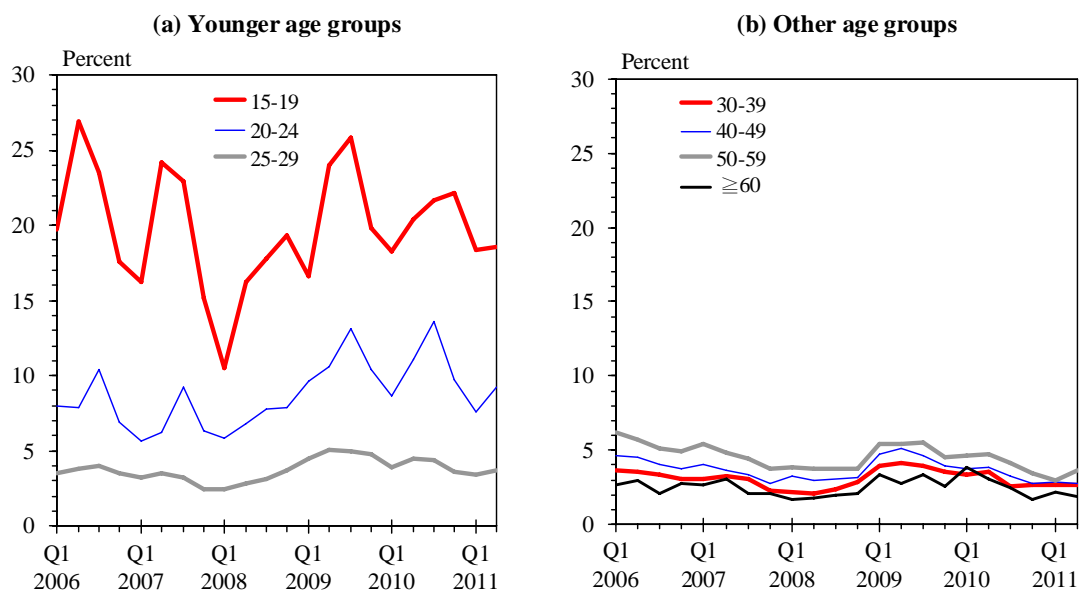 (a) Younger age groups
Percent
30
25
20
15
10
5
0
15-19
20-24
25-29
Q1 Q1 Q1 Q1 Q1 Q1
2006 2007 2008 2009 2010 2011
(b) Other age groups
Percent
30
25
20
15
10
5
0
30-39
40-49
50-59
≧60
Q1 Q1 Q1 Q1 Q1 Q1
2006 2007 2008 2009 2010 2011